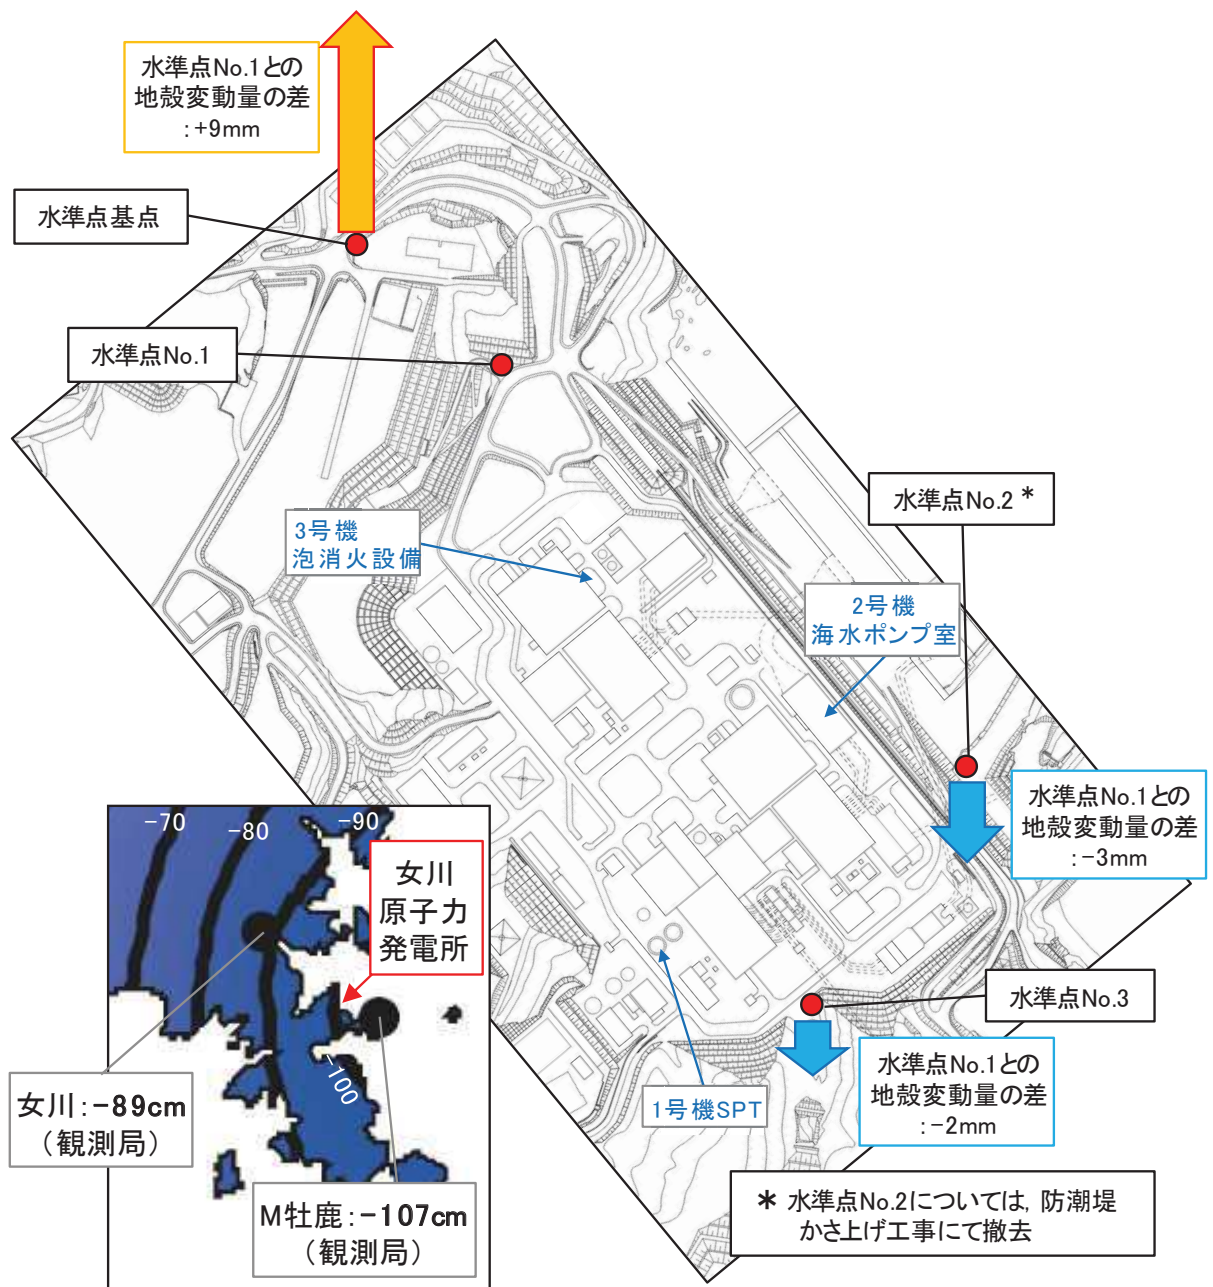 水準点No.1との
地殻変動量の差
:+9mm
水準点基点
水準点No.1
水準点No.2 *
3号機
泡消火設備
2号機
海水ポンプ室
水準点No.1との
地殻変動量の差
:-3mm
-70
-80
-90
女川
原子力
発電所
-100
女川:-89cm
(観測局)
M牡鹿:-107cm
(観測局)
水準点No.3
水準点No.1との
地殻変動量の差
:-2mm
1号機SPT
* 水準点No.2については,防潮堤
かさ上げ工事にて撤去